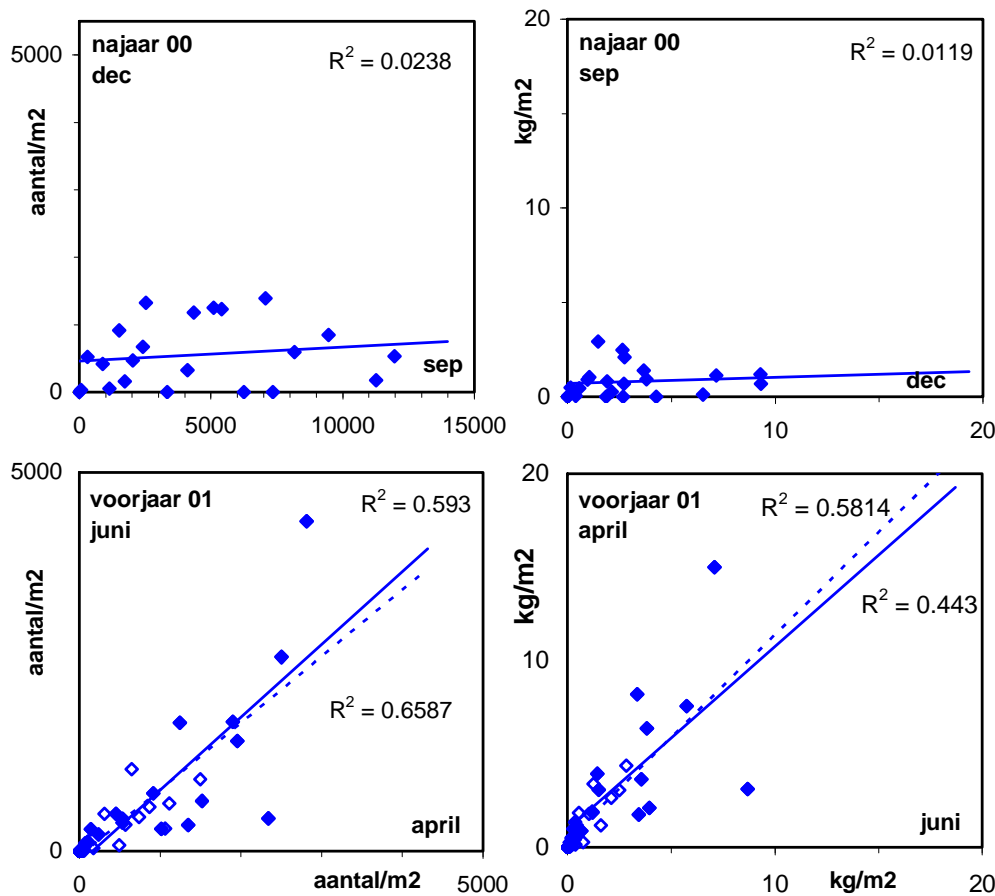 najaar 00
dec
R² = 0.0238
5000
0
aantal/m2
sep
0
5000
10000
15000
najaar 00
sep
R² = 0.0119
20
10
0
kg/m2
dec
0
10
20
voorjaar 01
juni
R² = 0.593
R² = 0.6587
5000
0
aantal/m2
april
0
aantal/m2
5000
voorjaar 01
april
R² = 0.5814
R² = 0.443
20
10
0
kg/m2
juni
0
10
kg/m2
20